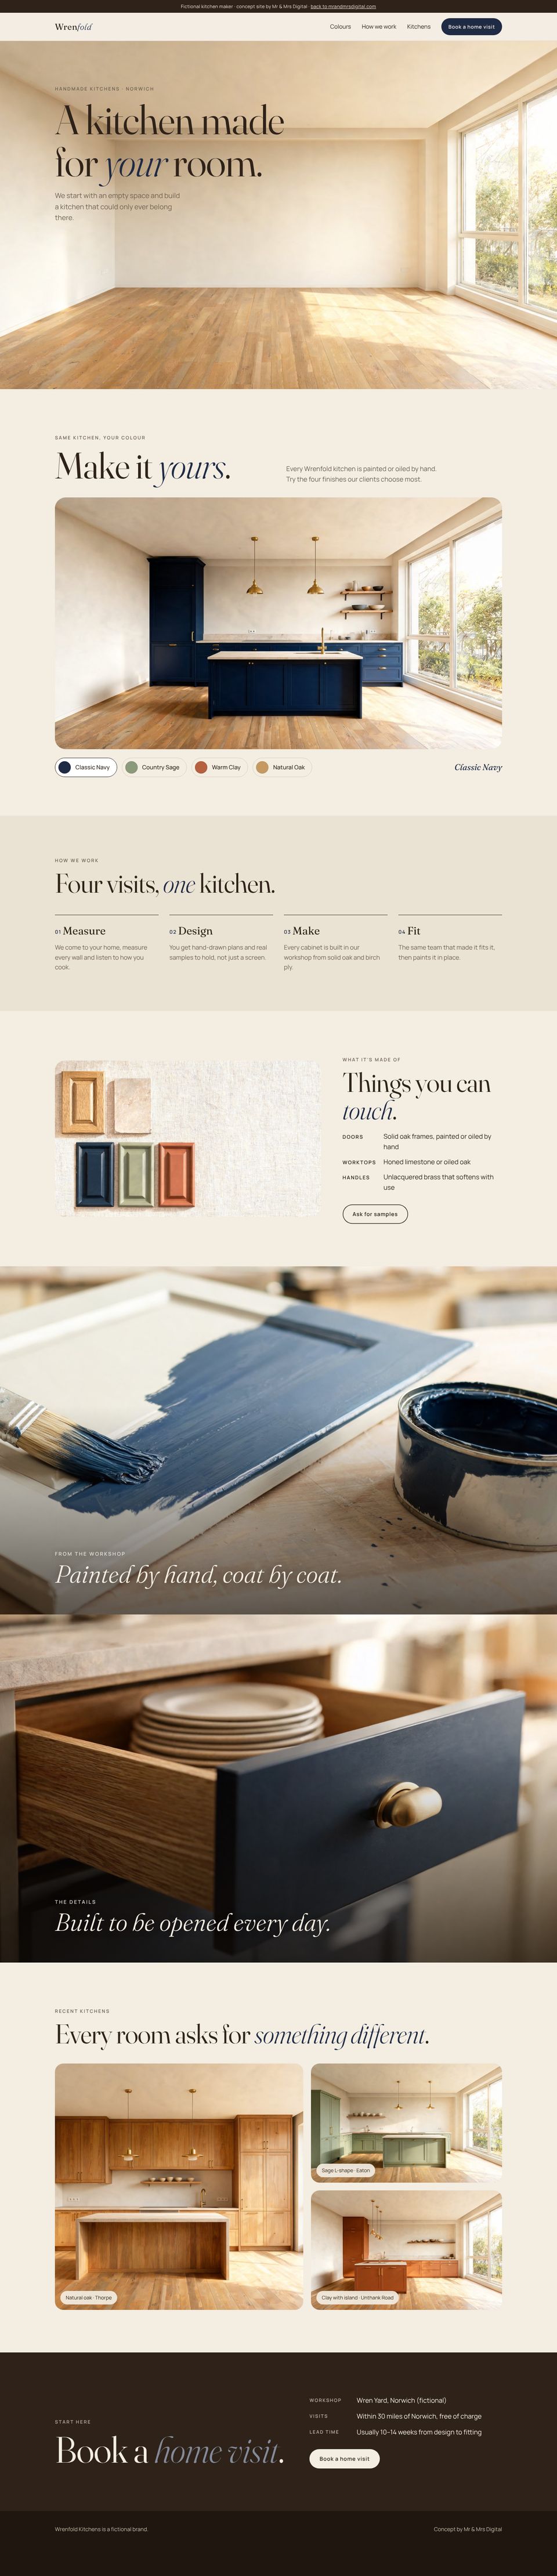 Fictional kitchen maker · concept site by Mr & Mrs Digital · back to mrandmrsdigital.com
Wrenfold
Colours
How we work
Kitchens
Book a home visit
HANDMADE KITCHENS · NORWICH
A kitchen made
for your room.
We start with an empty space and build
a kitchen that could only ever belong
there.
SAME KITCHEN, YOUR COLOUR
Make it yours.
Every Wrenfold kitchen is painted or oiled by hand.
Try the four finishes our clients choose most.
Classic Navy
Country Sage
Warm Clay
Natural Oak
Classic Navy
HOW WE WORK
Four visits, one kitchen.
01 Measure
We come to your home, measure
every wall and listen to how you
cook.
02 Design
You get hand-drawn plans and real
samples to hold, not just a screen.
03 Make
Every cabinet is built in our
workshop from solid oak and birch
ply.
04 Fit
The same team that made it fits it,
then paints it in place.
WHAT IT'S MADE OF
Things you can
touch.
DOORS
Solid oak frames, painted or oiled by
hand
WORKTOPS
Honed limestone or oiled oak
HANDLES
Unlacquered brass that softens with
use
Ask for samples
FROM THE WORKSHOP
Painted by hand, coat by coat.
THE DETAILS
Built to be opened every day.
RECENT KITCHENS
Every room asks for something different.
Natural oak · Thorpe
Sage L-shape · Eaton
Clay with island · Unthank Road
START HERE
Book a home visit.
WORKSHOP
Wren Yard, Norwich (fictional)
VISITS
Within 30 miles of Norwich, free of charge
LEAD TIME
Usually 10–14 weeks from design to fitting
Book a home visit
Wrenfold Kitchens is a fictional brand.
Concept by Mr & Mrs Digital